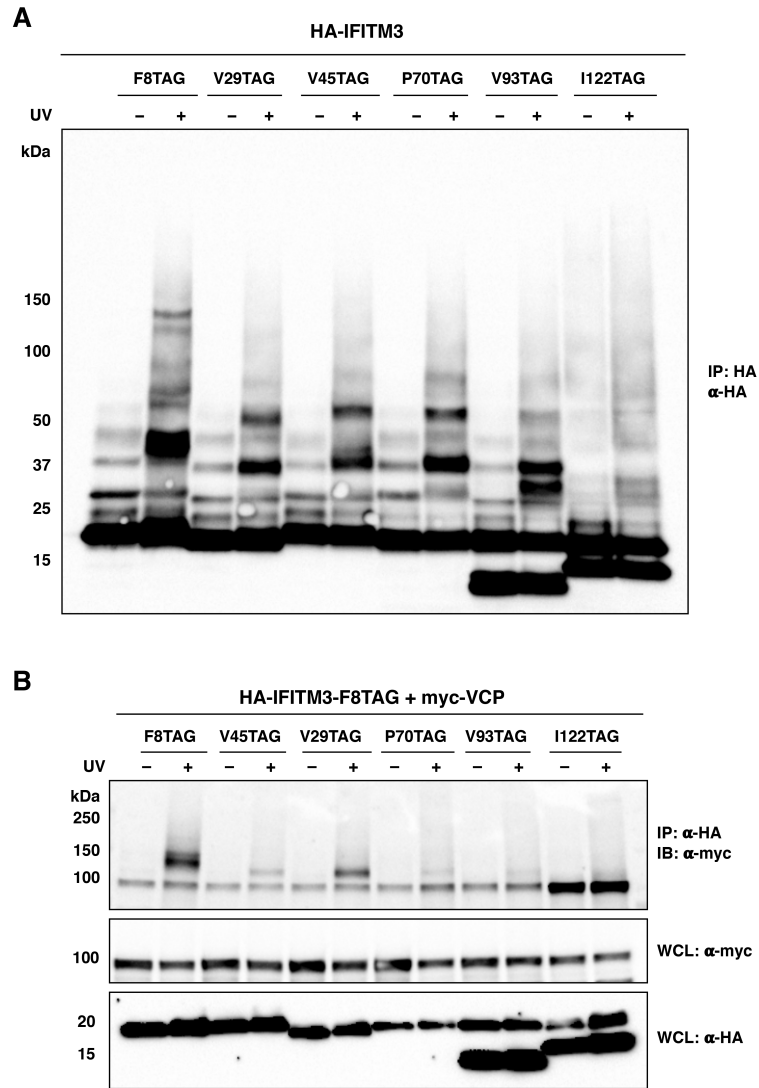 A
HA-IFITM3
F8TAG V29TAG V45TAG P70TAG V93TAG I122TAG
UV – + – + – + – + – + – +
kDa
150
100
50
37
25
15
IP: HA
α-HA
B
HA-IFITM3-F8TAG + myc-VCP
F8TAG V45TAG V29TAG P70TAG V93TAG I122TAG
UV – + – + – + – + – + – +
kDa
250
150
100
IP: α-HA
IB: α-myc
100
WCL: α-myc
20
15
WCL: α-HA